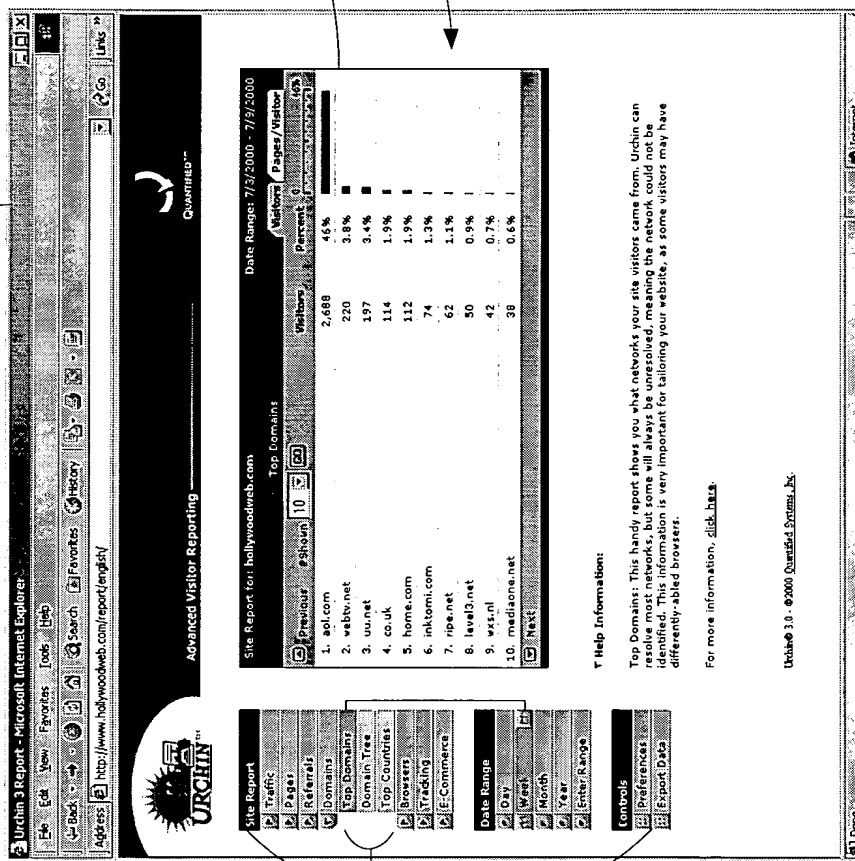 Urchin 3 Report - Microsoft Internet Explorer
File Edit View Favorites Tools Help
Back Search Favorites History
Address http://www.hollywoodweb.com/report/english/ Go Links »
URCHIN™
Advanced Visitor Reporting
QUANTIFIED™
Site Report
Traffic
Pages
Referrals
Domains
Top Domains
Domain Tree
Top Countries
Browsers
Tracking
E-Commerce
Date Range
Day
Week
Month
Year
Enter Range
Controls
Preferences
Export Data
Site Report for: hollywoodweb.com Date Range: 7/3/2000 - 7/9/2000
Top Domains Visitors Pages/Visitor
Previous #Shown 10 GO Visitors Percent 0 46%
1. aol.com 2,688 46%
2. webtv.net 220 3.8%
3. uu.net 197 3.4%
4. co.uk 114 1.9%
5. home.com 112 1.9%
6. inktomi.com 74 1.3%
7. ripe.net 62 1.1%
8. level3.net 50 0.9%
9. wxs.nl 42 0.7%
10. mediaone.net 38 0.6%
Next
Help Information:
Top Domains: This handy report shows you what networks your site visitors came from. Urchin can
resolve most networks, but some will always be unresolved, meaning the network could not be
identified. This information is very important for tailoring your website, as some visitors may have
differently-abled browsers.
For more information, click here.
Urchin® 3.0 - ©2000 Quantified Systems, Inc.
Done Internet